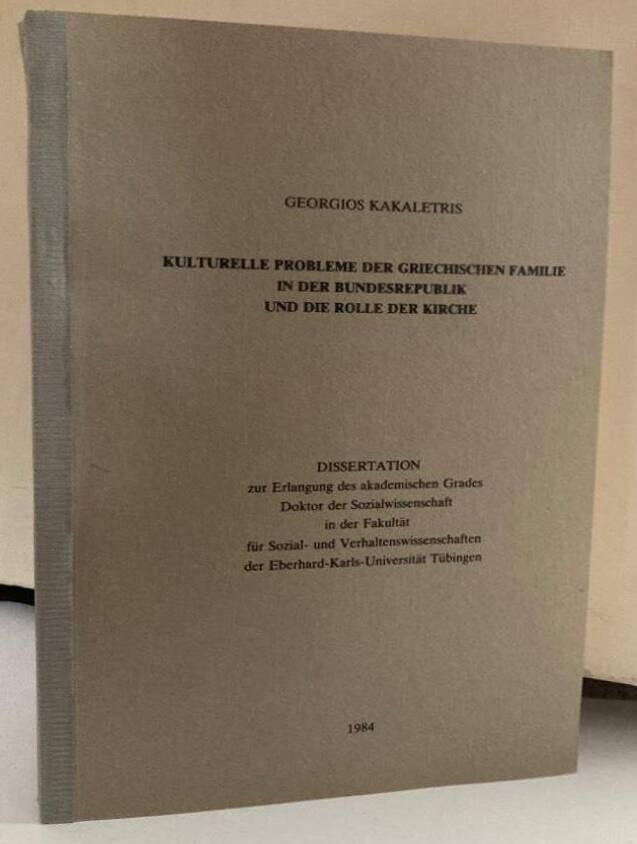 GEORGIOS KAKALETRIS
KULTURELLE PROBLEME DER GRIECHISCHEN FAMILIE
IN DER BUNDESREPUBLIK
UND DIE ROLLE DER KIRCHE
DISSERTATION
zur Erlangung des akademischen Grades
Doktor der Sozialwissenschaft
in der Fakultät
für Sozial- und Verhaltenswissenschaften
der Eberhard-Karls-Universität Tübingen
1984